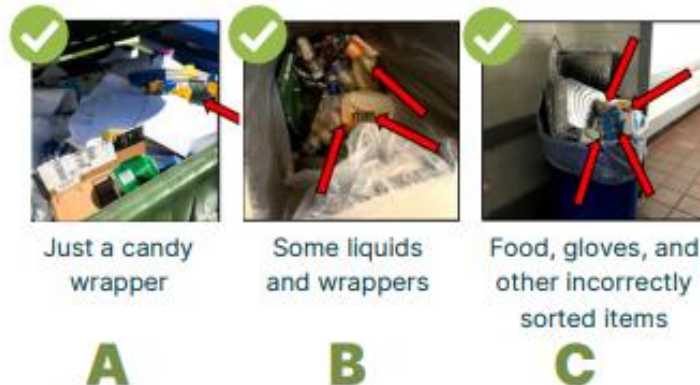 Just a candy
wrapper
Some liquids
and wrappers
Food, gloves, and
other incorrectly
sorted items
A
B
C